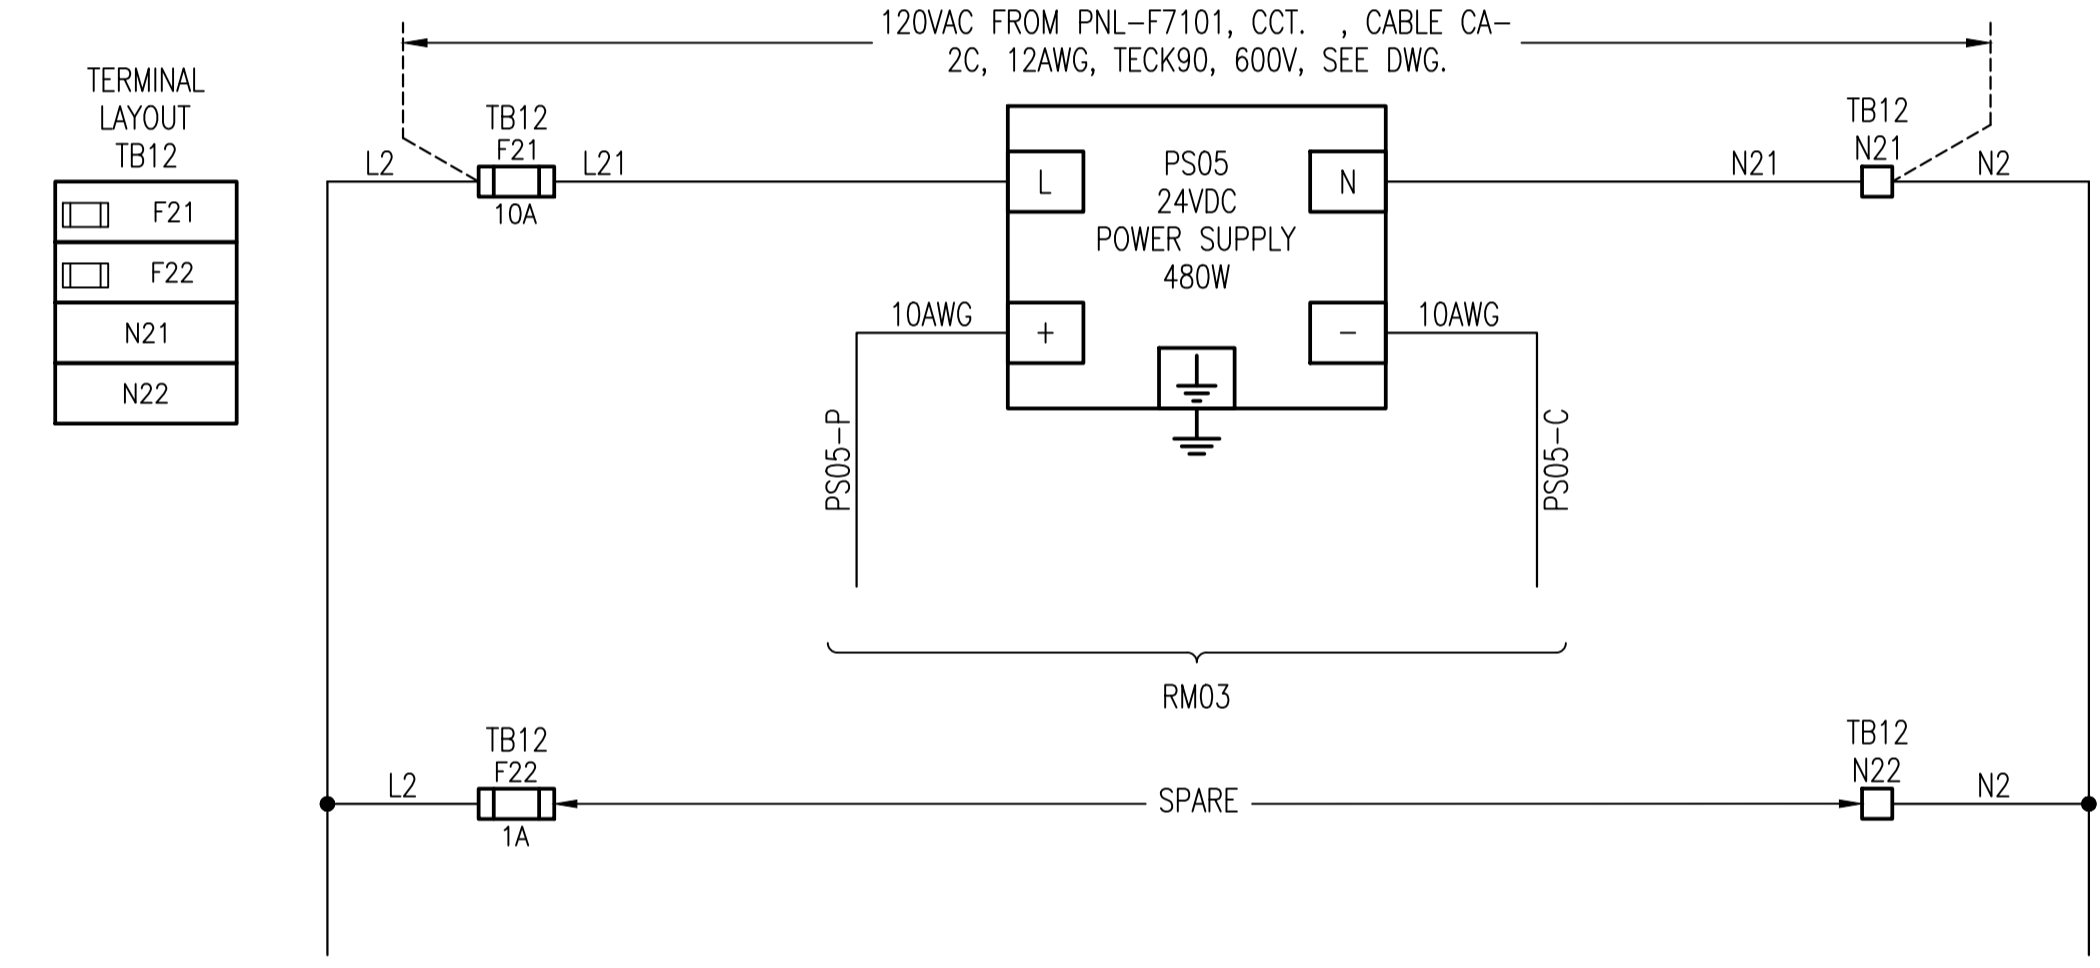 120VAC FROM PNL-F7101, CCT.   , CABLE CA-
2C, 12AWG, TECK90, 600V, SEE DWG.
TERMINAL
LAYOUT
TB12
F21
F22
N21
N22
L2
TB12
F21
10A
L21
L
PS05
24VDC
POWER SUPPLY
480W
N
N21
TB12
N21
N2
10AWG
+
-
10AWG
PS05-P
PS05-C
RM03
L2
TB12
F22
1A
SPARE
TB12
N22
N2